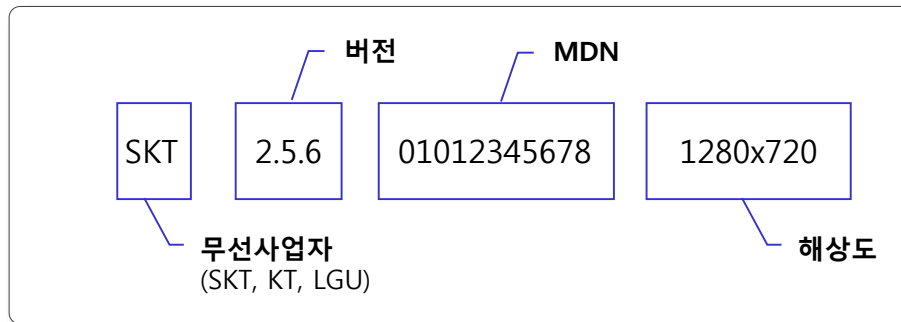 버전
MDN
SKT
2.5.6
01012345678
1280x720
무선사업자
(SKT, KT, LGU)
해상도